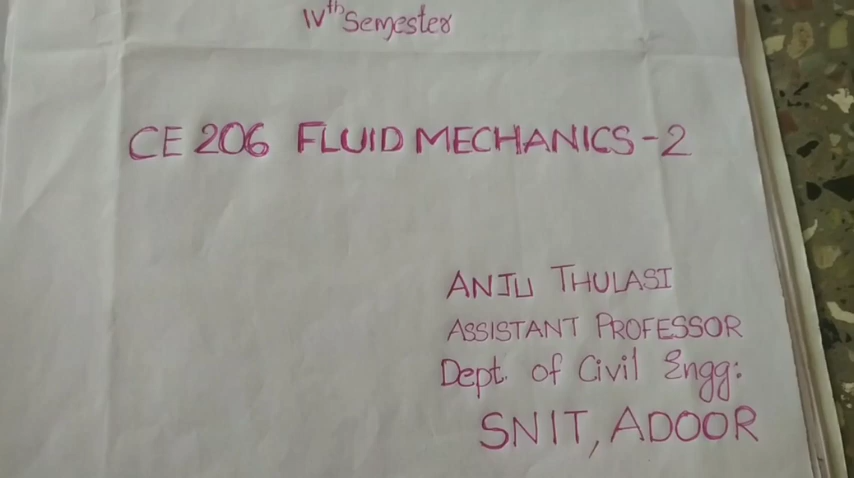 IVth Semester
CE 206 FLUID MECHANICS-2
ANJU THULASI
ASSISTANT PROFESSOR
Dept. of Civil Engg:
SNIT, ADOOR